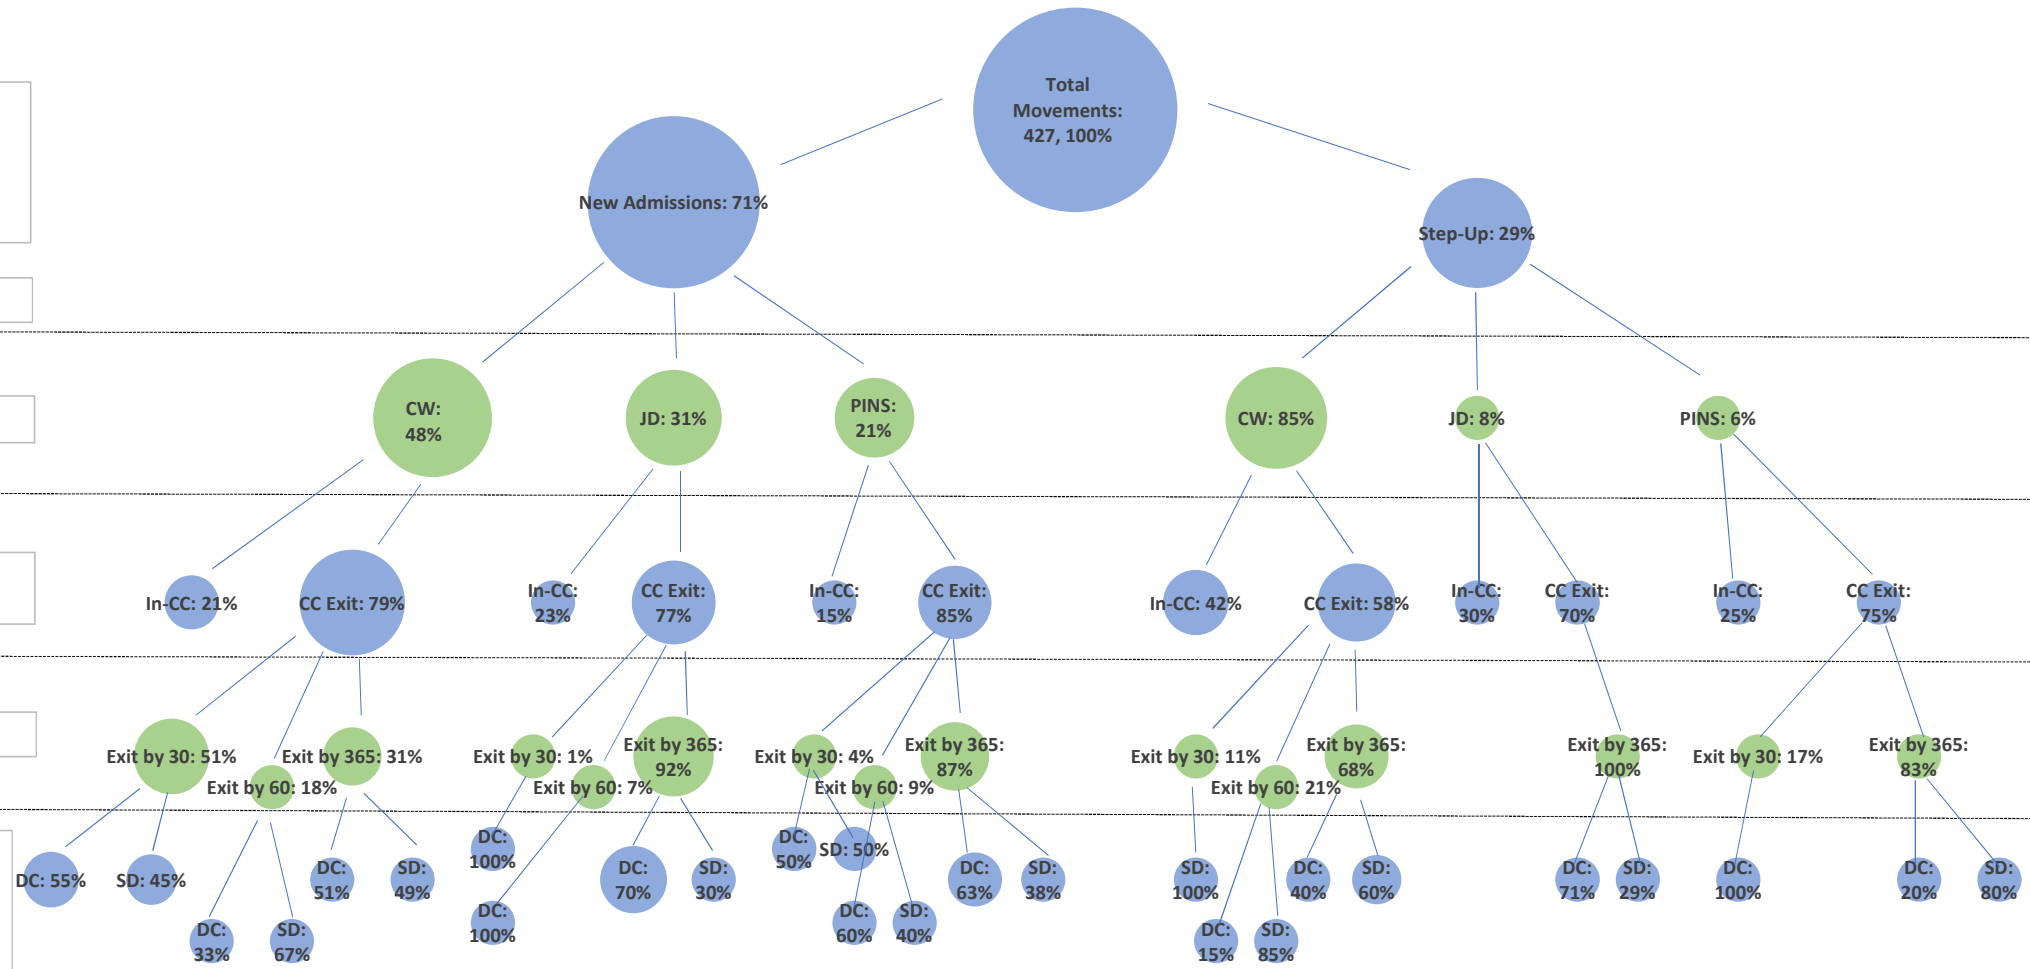 Total
Movements:
427, 100%
New Admissions: 71%
Step-Up: 29%
CW:
48%
JD: 31%
PINS:
21%
CW: 85%
JD: 8%
PINS: 6%
In-CC: 21%
CC Exit: 79%
In-CC:
23%
CC Exit:
77%
In-CC:
15%
CC Exit:
85%
In-CC: 42%
CC Exit: 58%
In-CC:
30%
CC Exit:
70%
In-CC:
25%
CC Exit:
75%
Exit by 30: 51%
Exit by 60: 18%
Exit by 365: 31%
Exit by 30: 1%
Exit by 60: 7%
Exit by 365:
92%
Exit by 30: 4%
Exit by 60: 9%
Exit by 365:
87%
Exit by 30: 11%
Exit by 60: 21%
Exit by 365:
68%
Exit by 365:
100%
Exit by 30: 17%
Exit by 365:
83%
DC: 55%
SD: 45%
DC:
33%
SD:
67%
DC:
51%
SD:
49%
DC:
100%
DC:
100%
DC:
70%
SD:
30%
DC:
50%
SD: 50%
DC:
60%
SD:
40%
DC:
63%
SD:
38%
SD:
100%
DC:
15%
SD:
85%
DC:
40%
SD:
60%
DC:
71%
SD:
29%
DC:
100%
DC:
20%
SD:
80%